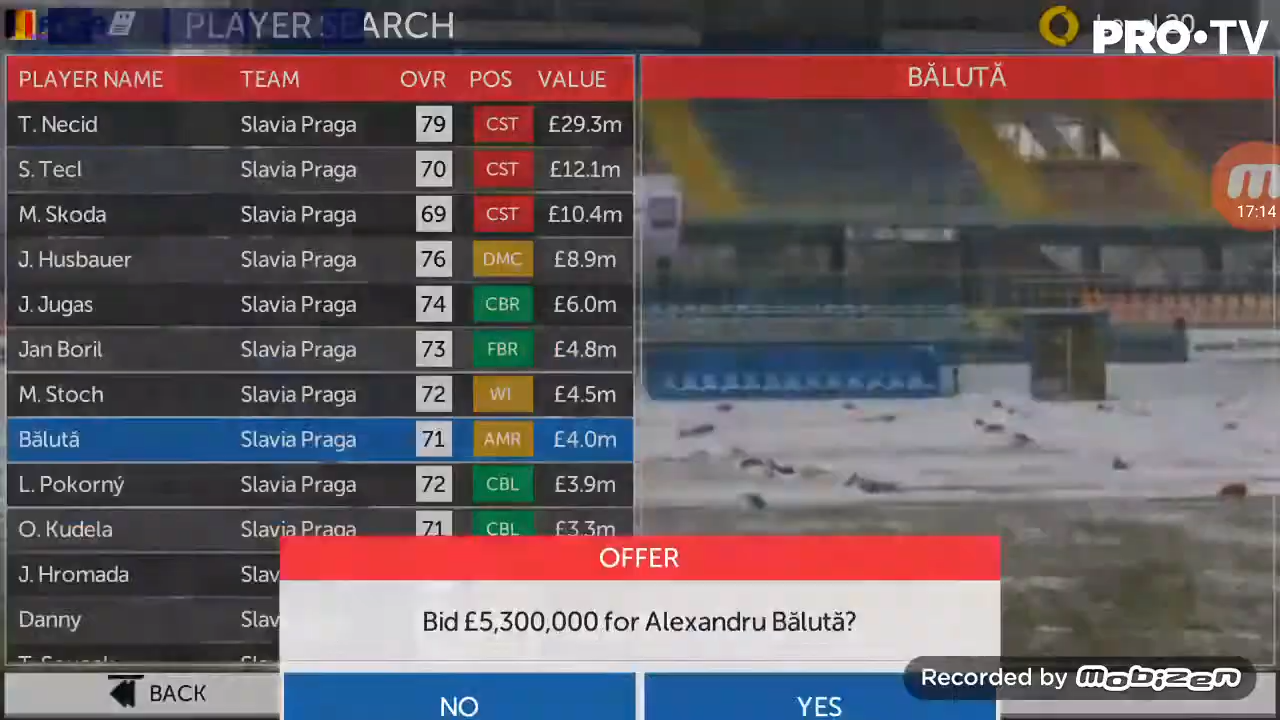 PLAYER SEARCH
PRO•TV
PLAYER NAME TEAM OVR POS VALUE
BĂLUTĂ
T. Necid Slavia Praga 79 CST £29.3m
S. Tecl Slavia Praga 70 CST £12.1m
M. Skoda Slavia Praga 69 CST £10.4m
17:14
J. Husbauer Slavia Praga 76 DMC £8.9m
J. Jugas Slavia Praga 74 CBR £6.0m
Jan Boril Slavia Praga 73 FBR £4.8m
M. Stoch Slavia Praga 72 WI £4.5m
Bălută Slavia Praga 71 AMR £4.0m
L. Pokorný Slavia Praga 72 CBL £3.9m
O. Kudela Slavia Praga 71 CBL £3.3m
J. Hromada Slav
Danny Slav
OFFER
Bid £5,300,000 for Alexandru Bălută?
NO
YES
BACK
Recorded by mobizen